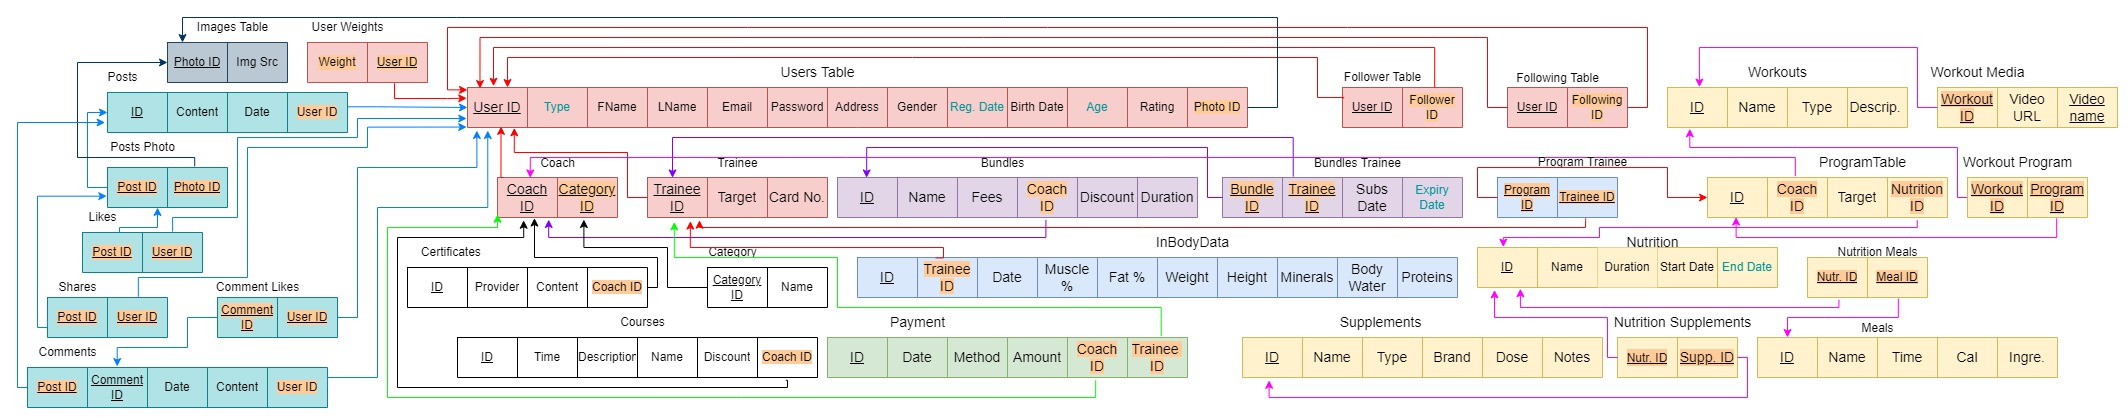 Images Table
Photo ID Img Src
User Weights
Weight User ID
Posts
ID Content Date User ID
Posts Photo
Post ID Photo ID
Likes
Post ID User ID
Shares
Post ID User ID
Comment Likes
Comment
ID
User ID
Comments
Post ID
Comment
ID
Date Content User ID
Users Table
User ID Type FName LName Email Password Address Gender Reg. Date Birth Date Age Rating Photo ID
Follower Table
User ID
Follower
ID
Following Table
User ID
Following
ID
Workouts
ID Name Type Descrip.
Workout Media
Workout
ID
Video
URL
Video
name
Coach
Coach
ID
Category
ID
Trainee
Trainee
ID
Target Card No.
Bundles
ID Name Fees
Coach
ID
Discount Duration
Bundles Trainee
Bundle
ID
Trainee
ID
Subs
Date
Expiry
Date
Program Trainee
Program
ID
Trainee ID
ProgramTable
ID
Coach
ID
Target
Nutrition
ID
Workout Program
Workout
ID
Program
ID
Certificates
ID Provider Content Coach ID
Category
Category
ID
Name
InBodyData
ID
Trainee
ID
Date
Muscle
%
Fat % Weight Height Minerals
Body
Water
Proteins
Nutrition
ID Name Duration Start Date End Date
Nutrition Meals
Nutr. ID Meal ID
Courses
ID Time Description Name Discount Coach ID
Payment
ID Date Method Amount
Coach
ID
Trainee
ID
Supplements
ID Name Type Brand Dose Notes
Nutrition Supplements
Nutr. ID Supp. ID
Meals
ID Name Time Cal Ingre.